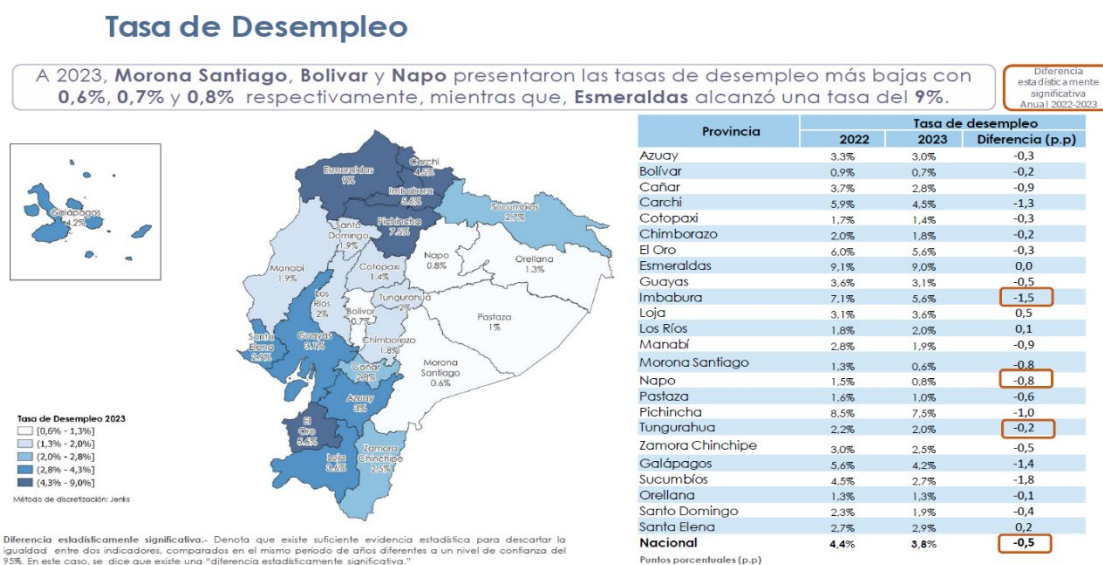 Tasa de Desempleo
A 2023, Morona Santiago, Bolivar y Napo presentaron las tasas de desempleo más bajas con
0,6%, 0,7% y 0,8% respectivamente, mientras que, Esmeraldas alcanzó una tasa del 9%.
Diferencia
estadísticamente
significativa
Anual 2022-2023
Galápagos
4.2%
Esmeraldas
9%
Carchi
4.5%
Imbabura
5.6%
Sucumbíos
2.7%
Pichincha
7.5%
Santo
Domingo
1.9%
Napo
0.8%
Orellana
1.3%
Manabí
1.9%
Cotopaxi
1.4%
Los
Ríos
2%
Tungurahua
2%
Bolívar
0.7%
Pastaza
1%
Santa
Elena
2.9%
Guayas
3.1%
Chimborazo
1.8%
Morona
Santiago
0.6%
Cañar
2.8%
Azuay
3%
El
Oro
5.6%
Loja
3.6%
Zamora
Chinchipe
2.5%
Tasa de Desempleo 2023
[0,6% - 1,3%]
(1,3% - 2,0%]
(2,0% - 2,8%]
(2,8% - 4,3%]
(4,3% - 9,0%]
Método de discretización: Jenks
Diferencia estadísticamente significativa.- Denota que existe suficiente evidencia estadística para descartar la
igualdad entre dos indicadores, comparados en el mismo período de años diferentes a un nivel de confianza del
95%. En este caso, se dice que existe una "diferencia estadísticamente significativa."
Provincia Tasa de desempleo
2022 2023 Diferencia (p.p)
Azuay 3,3% 3,0% -0,3
Bolívar 0,9% 0,7% -0,2
Cañar 3,7% 2,8% -0,9
Carchi 5,9% 4,5% -1,3
Cotopaxi 1,7% 1,4% -0,3
Chimborazo 2,0% 1,8% -0,2
El Oro 6,0% 5,6% -0,3
Esmeraldas 9,1% 9,0% 0,0
Guayas 3,6% 3,1% -0,5
Imbabura 7,1% 5,6% -1,5
Loja 3,1% 3,6% 0,5
Los Ríos 1,8% 2,0% 0,1
Manabí 2,8% 1,9% -0,9
Morona Santiago 1,3% 0,6% -0,8
Napo 1,5% 0,8% -0,8
Pastaza 1,6% 1,0% -0,6
Pichincha 8,5% 7,5% -1,0
Tungurahua 2,2% 2,0% -0,2
Zamora Chinchipe 3,0% 2,5% -0,5
Galápagos 5,6% 4,2% -1,4
Sucumbíos 4,5% 2,7% -1,8
Orellana 1,3% 1,3% -0,1
Santo Domingo 2,3% 1,9% -0,4
Santa Elena 2,7% 2,9% 0,2
Nacional 4,4% 3,8% -0,5
Puntos porcentuales (p.p)